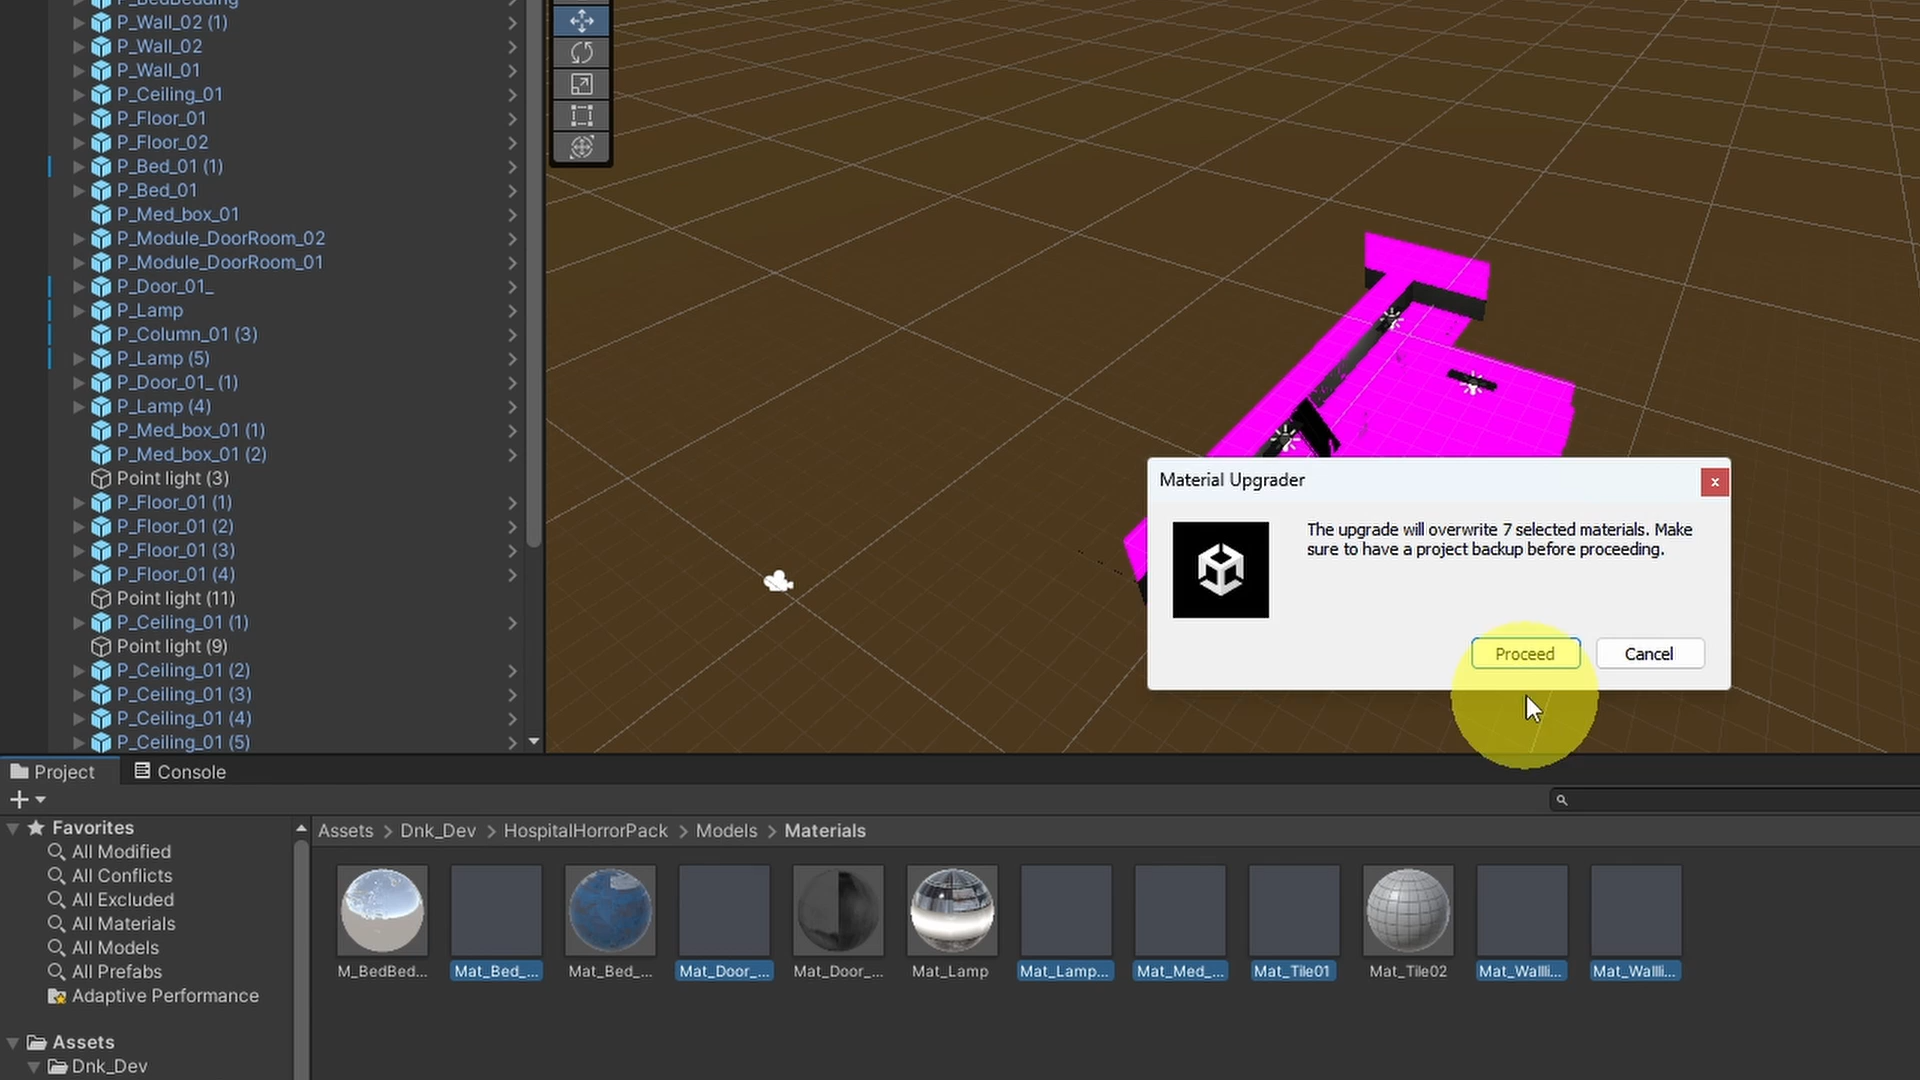 P_BedBedding
P_Wall_02 (1)
P_Wall_02
P_Wall_01
P_Ceiling_01
P_Floor_01
P_Floor_02
P_Bed_01 (1)
P_Bed_01
P_Med_box_01
P_Module_DoorRoom_02
P_Module_DoorRoom_01
P_Door_01_
P_Lamp
P_Column_01 (3)
P_Lamp (5)
P_Door_01_ (1)
P_Lamp (4)
P_Med_box_01 (1)
P_Med_box_01 (2)
Point light (3)
P_Floor_01 (1)
P_Floor_01 (2)
P_Floor_01 (3)
P_Floor_01 (4)
Point light (11)
P_Ceiling_01 (1)
Point light (9)
P_Ceiling_01 (2)
P_Ceiling_01 (3)
P_Ceiling_01 (4)
P_Ceiling_01 (5)
Material Upgrader
x
The upgrade will overwrite 7 selected materials. Make
sure to have a project backup before proceeding.
Proceed Cancel
Project Console
Favorites
All Modified
All Conflicts
All Excluded
All Materials
All Models
All Prefabs
Adaptive Performance
Assets
Dnk_Dev
Assets > Dnk_Dev > HospitalHorrorPack > Models > Materials
M_BedBed... Mat_Bed_... Mat_Bed_... Mat_Door_... Mat_Door_... Mat_Lamp Mat_Lamp... Mat_Med_... Mat_Tile01 Mat_Tile02 Mat_Walli... Mat_Walli...